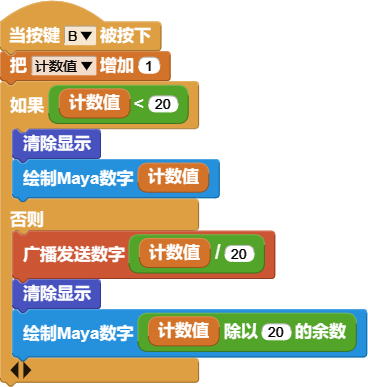 当按键 B▼ 被按下
把 计数值▼ 增加 1
如果 计数值 < 20
清除显示
绘制Maya数字 计数值
否则
广播发送数字 计数值 / 20
清除显示
绘制Maya数字 计数值 除以 20 的余数